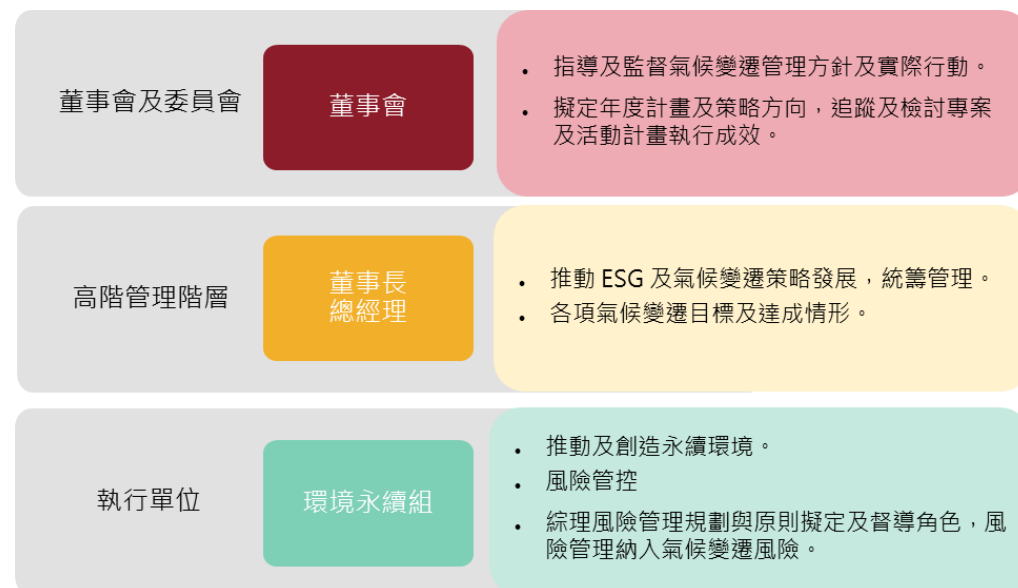 董事會及委員會
董事會
• 指導及監督氣候變遷管理方針及實際行動。
• 擬定年度計畫及策略方向，追蹤及檢討專案
及活動計畫執行成效。
高階管理階層
董事長
總經理
• 推動 ESG 及氣候變遷策略發展，統籌管理。
• 各項氣候變遷目標及達成情形。
執行單位
環境永續組
• 推動及創造永續環境。
• 風險管控
• 綜理風險管理規劃與原則擬定及督導角色，風
險管理納入氣候變遷風險。